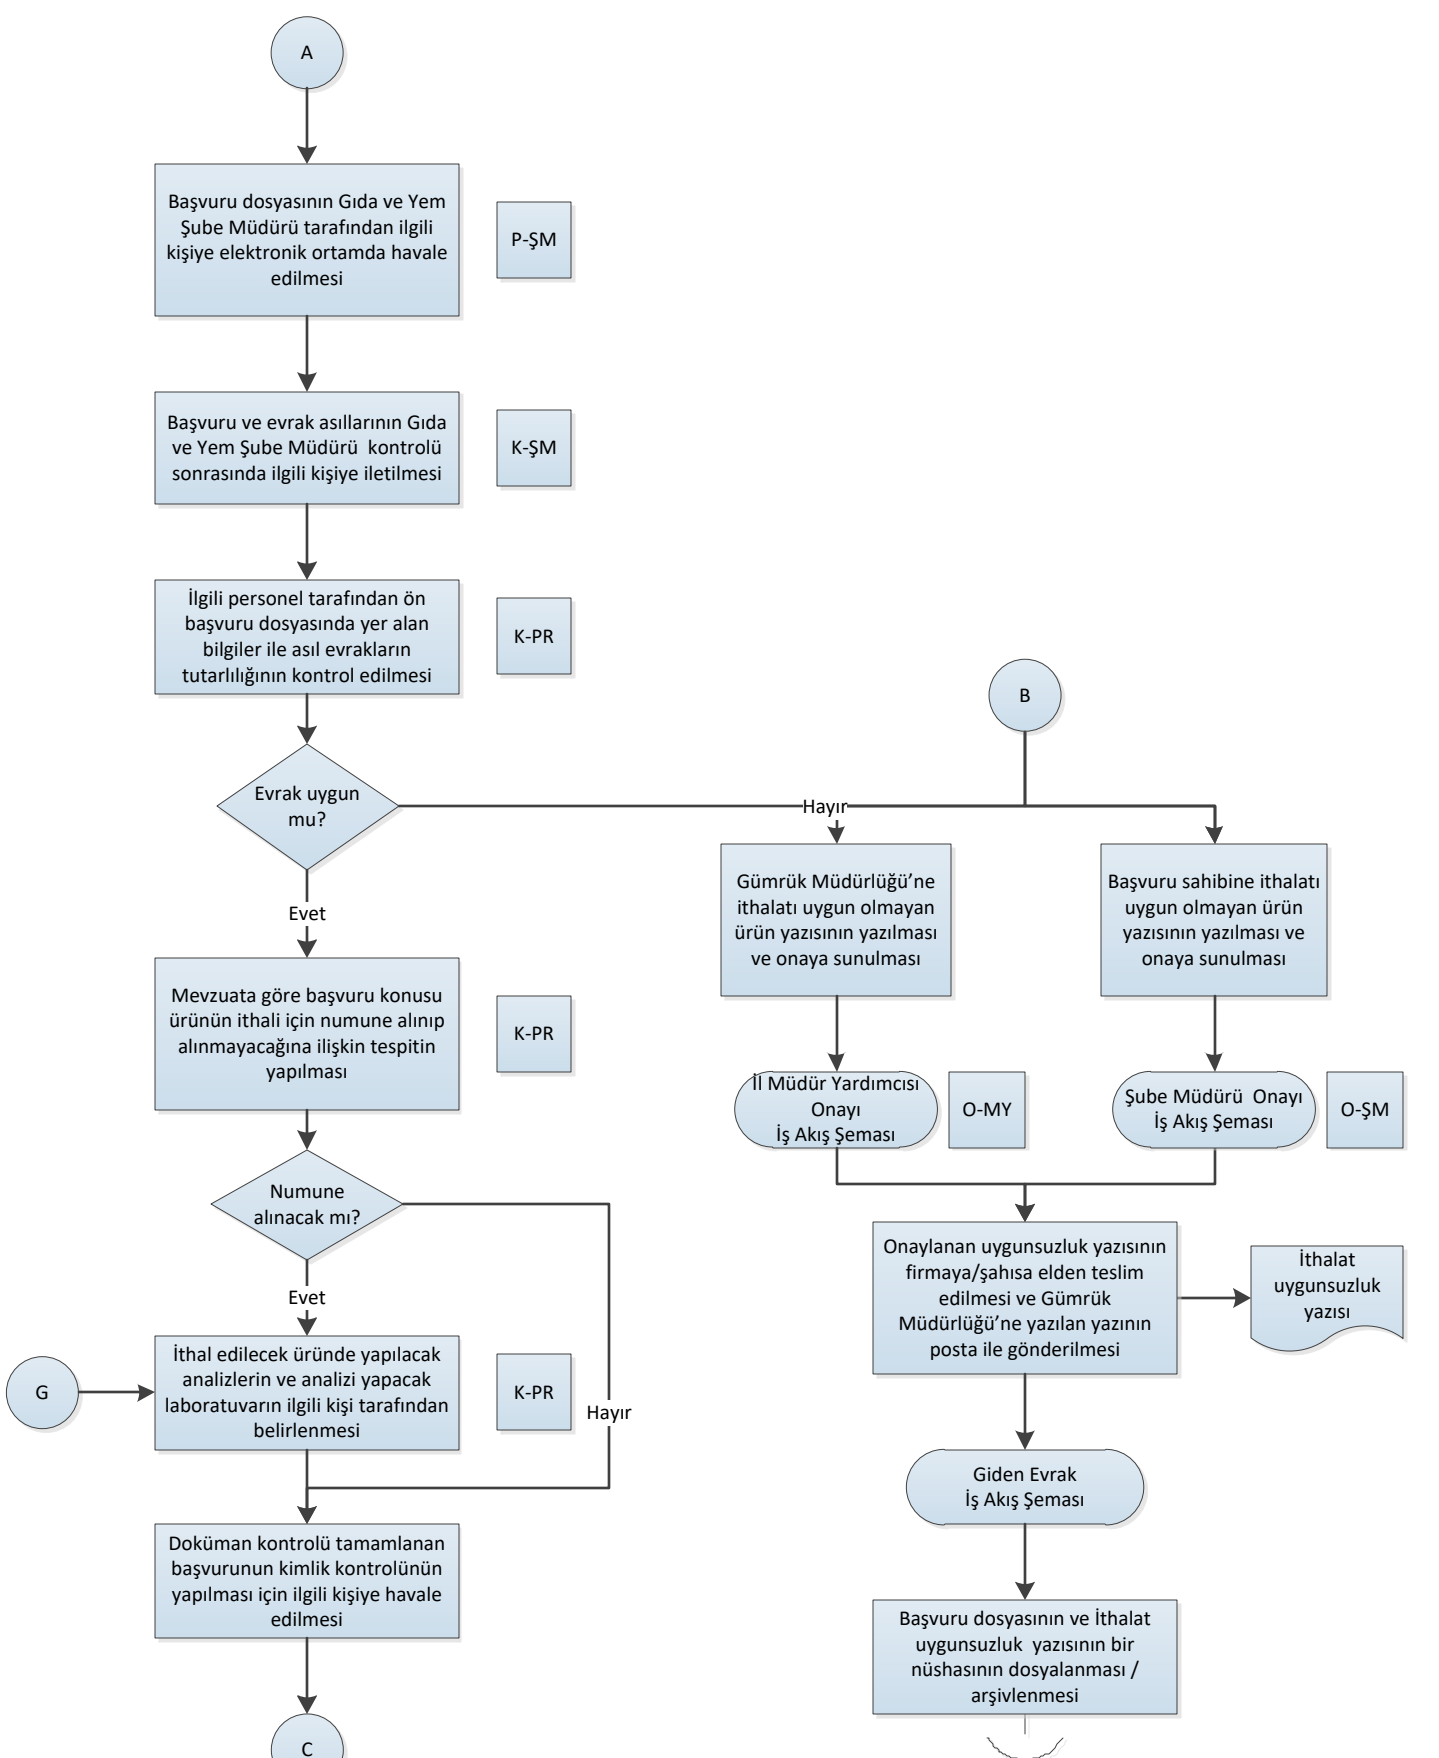 A
Başvuru dosyasının Gıda ve Yem
Şube Müdürü tarafından ilgili
kişiye elektronik ortamda havale
edilmesi
P-ŞM
Başvuru ve evrak asıllarının Gıda
ve Yem Şube Müdürü  kontrolü
sonrasında ilgili kişiye iletilmesi
K-ŞM
İlgili personel tarafından ön
başvuru dosyasında yer alan
bilgiler ile asıl evrakların
tutarlılığının kontrol edilmesi
K-PR
Evrak uygun
mu?
Evet
Mevzuata göre başvuru konusu
ürünün ithali için numune alınıp
alınmayacağına ilişkin tespitin
yapılması
K-PR
Numune
alınacak mı?
Evet
G
İthal edilecek üründe yapılacak
analizlerin ve analizi yapacak
laboratuvarın ilgili kişi tarafından
belirlenmesi
K-PR
Hayır
Doküman kontrolü tamamlanan
başvurunun kimlik kontrolünün
yapılması için ilgili kişiye havale
edilmesi
C
B
Hayır
Gümrük Müdürlüğü’ne
ithalatı uygun olmayan
ürün yazısının yazılması
ve onaya sunulması
Başvuru sahibine ithalatı
uygun olmayan ürün
yazısının yazılması ve
onaya sunulması
İl Müdür Yardımcısı
Onayı
İş Akış Şeması
O-MY
Şube Müdürü  Onayı
İş Akış Şeması
O-ŞM
Onaylanan uygunsuzluk yazısının
firmaya/şahısa elden teslim
edilmesi ve Gümrük
Müdürlüğü’ne yazılan yazının
posta ile gönderilmesi
İthalat
uygunsuzluk
yazısı
Giden Evrak
İş Akış Şeması
Başvuru dosyasının ve İthalat
uygunsuzluk  yazısının bir
nüshasının dosyalanması /
arşivlenmesi